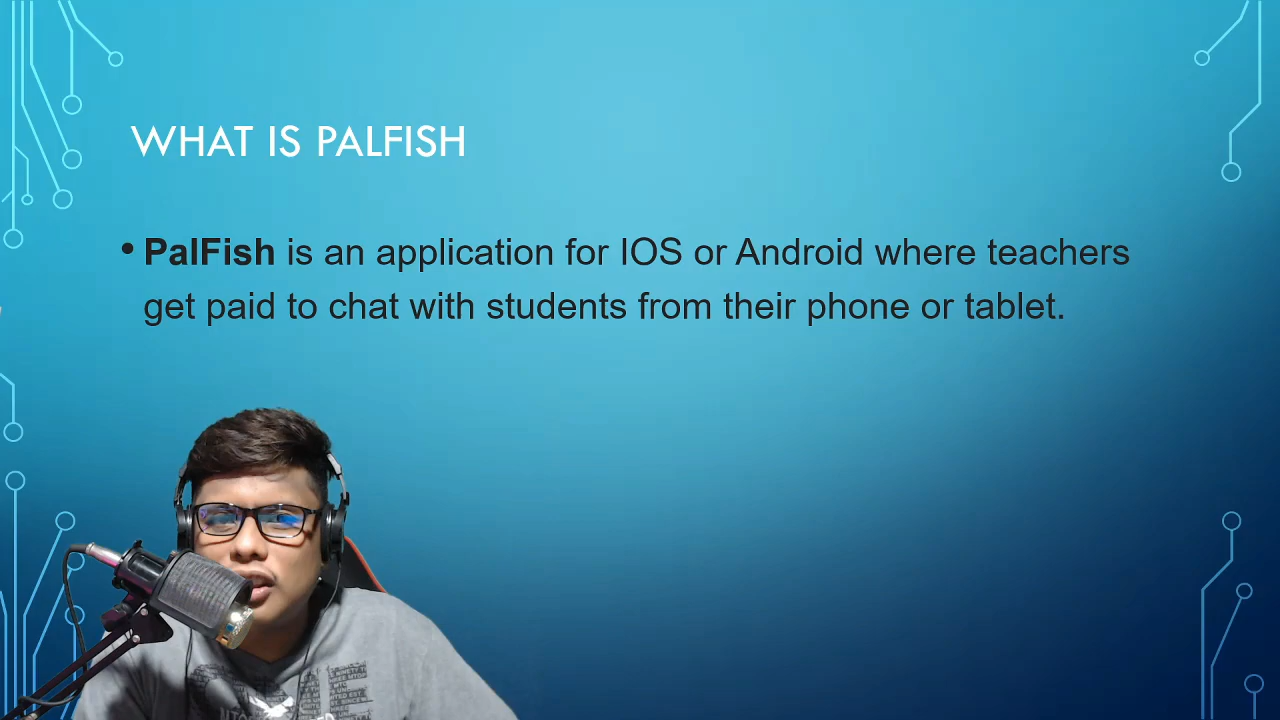 WHAT IS PALFISH
• PalFish is an application for IOS or Android where teachers
get paid to chat with students from their phone or tablet.